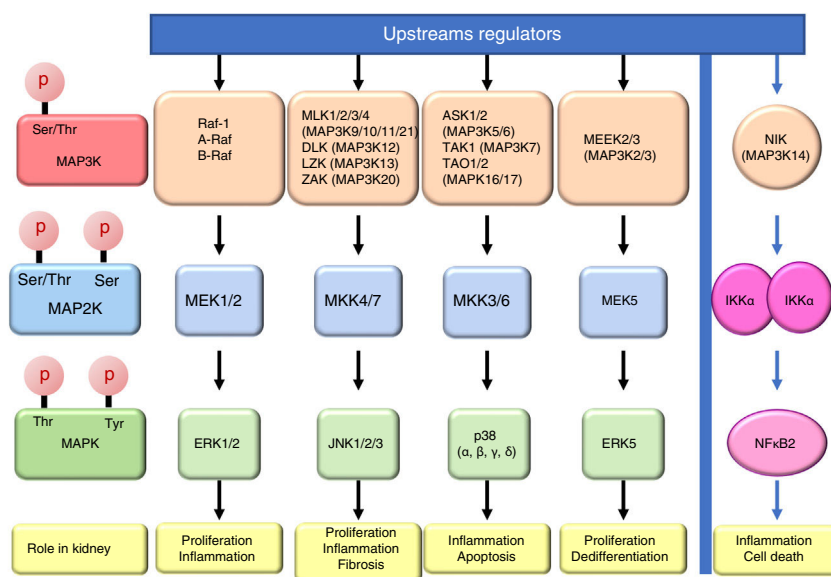 Upstreams regulators
p
Ser/Thr
MAP3K
Raf-1
A-Raf
B-Raf
MLK1/2/3/4
(MAP3K9/10/11/21)
DLK (MAP3K12)
LZK (MAP3K13)
ZAK (MAP3K20)
ASK1/2
(MAP3K5/6)
TAK1 (MAP3K7)
TAO1/2
(MAPK16/17)
MEEK2/3
(MAP3K2/3)
NIK
(MAP3K14)
p
p
Ser/Thr
Ser
MAP2K
MEK1/2
MKK4/7
MKK3/6
MEK5
IKKα
IKKα
p
p
Thr
Tyr
MAPK
ERK1/2
JNK1/2/3
p38
(α, β, γ, δ)
ERK5
NFκB2
Role in kidney
Proliferation
Inflammation
Proliferation
Inflammation
Fibrosis
Inflammation
Apoptosis
Proliferation
Dedifferentiation
Inflammation
Cell death